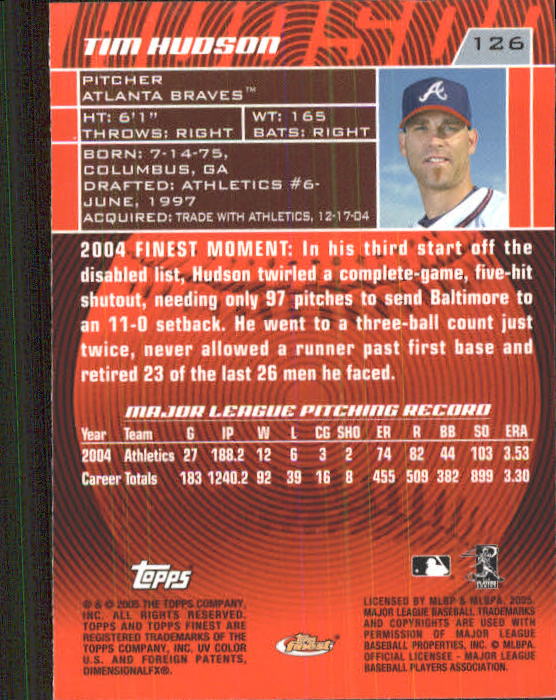 TIM HUDSON
126
PITCHER
ATLANTA BRAVES™
HT: 6'1" WT: 165
THROWS: RIGHT BATS: RIGHT
BORN: 7-14-75,
COLUMBUS, GA
DRAFTED: ATHLETICS #6-
JUNE, 1997
ACQUIRED: TRADE WITH ATHLETICS, 12-17-04
A
2004 FINEST MOMENT: In his third start off the
disabled list, Hudson twirled a complete-game, five-hit
shutout, needing only 97 pitches to send Baltimore to
an 11-0 setback. He went to a three-ball count just
twice, never allowed a runner past first base and
retired 23 of the last 26 men he faced.
MAJOR LEAGUE PITCHING RECORD
Year Team G IP W L CG SHO ER R BB SO ERA
2004 Athletics 27 188.2 12 6 3 2 74 82 44 103 3.53
Career Totals 183 1240.2 92 39 16 8 455 509 382 899 3.30
Topps
® & © 2005 THE TOPPS COMPANY,
INC. ALL RIGHTS RESERVED.
TOPPS AND TOPPS FINEST ARE
REGISTERED TRADEMARKS OF THE
TOPPS COMPANY, INC. UV COLOR
U.S. AND FOREIGN PATENTS,
DIMENSIONALFX®.
Topps
finest
LICENSED BY MLBP & MLBPA, 2005.
MAJOR LEAGUE BASEBALL TRADEMARKS
AND COPYRIGHTS ARE USED WITH
PERMISSION OF MAJOR LEAGUE
BASEBALL PROPERTIES, INC. © MLBPA.
OFFICIAL LICENSEE - MAJOR LEAGUE
BASEBALL PLAYERS ASSOCIATION.